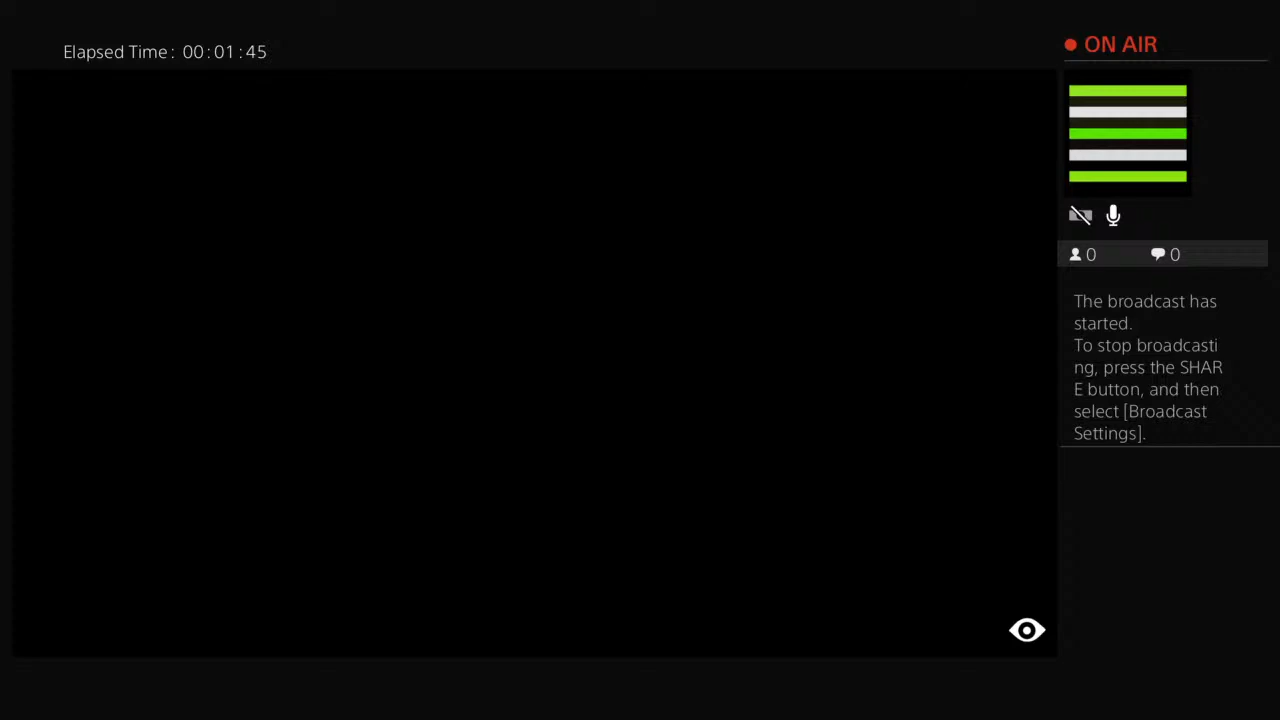 Elapsed Time: 00:01:45
ON AIR
0 0
The broadcast has
started.
To stop broadcasti
ng, press the SHAR
E button, and then
select [Broadcast
Settings].